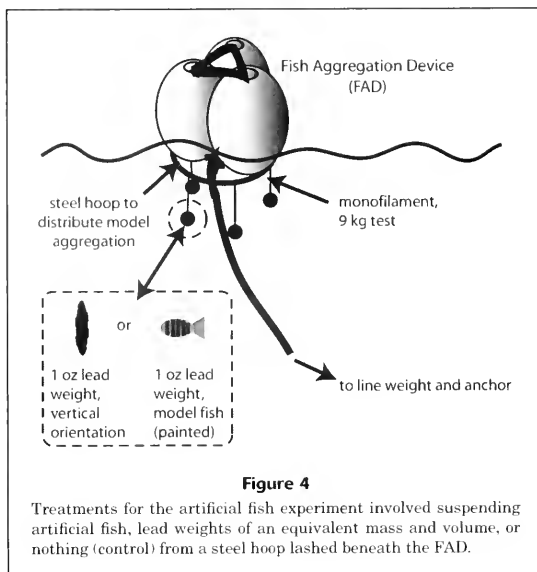 Fish Aggregation Device
(FAD)
steel hoop to
distribute model
aggregation
monofilament,
9 kg test
or
1 oz lead
weight,
vertical
orientation
1 oz lead
weight,
model fish
(painted)
to line weight and anchor
Figure 4
Treatments for the artificial fish experiment involved suspending
artificial fish, lead weights of an equivalent mass and volume, or
nothing (control) from a steel hoop lashed beneath the FAD.